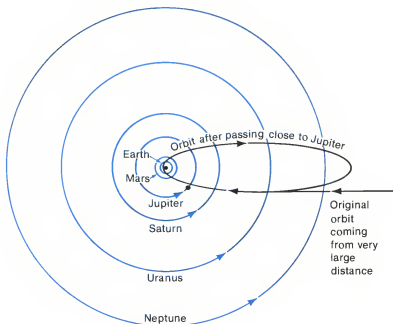 Orbit after passing close to Jupiter
Earth
Mars
Jupiter
Saturn
Original
orbit
coming
from very
large
distance
Uranus
Neptune